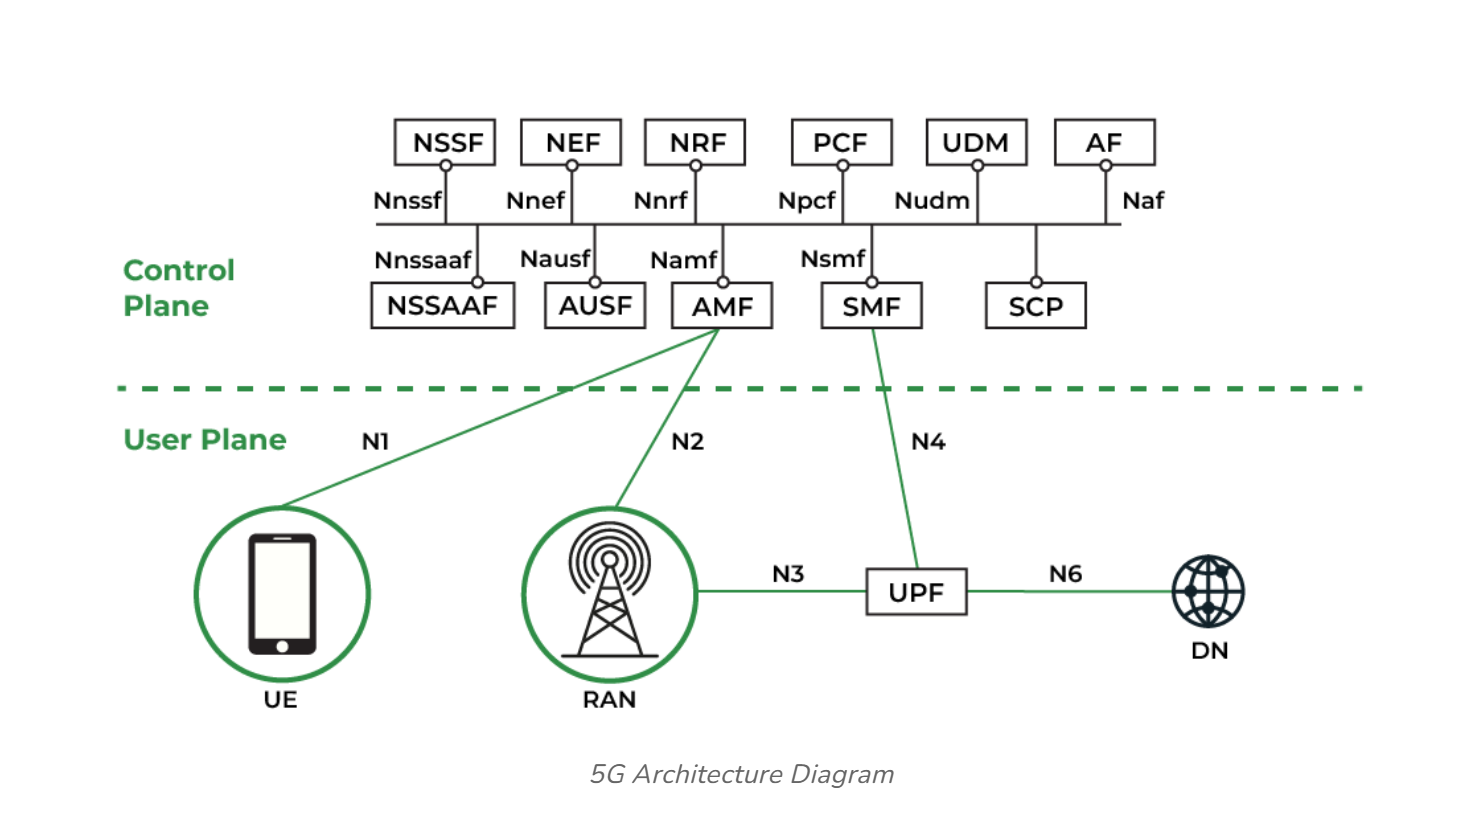 NSSF NEF NRF PCF UDM AF
Nnssf Nnef Nnrf Npcf Nudm Naf
Nnssaaf Nausf Namf Nsmf
Control
Plane
NSSAAF AUSF AMF SMF SCP
User Plane N1 N2 N4
N3 N6
UPF
DN
UE RAN
5G Architecture Diagram